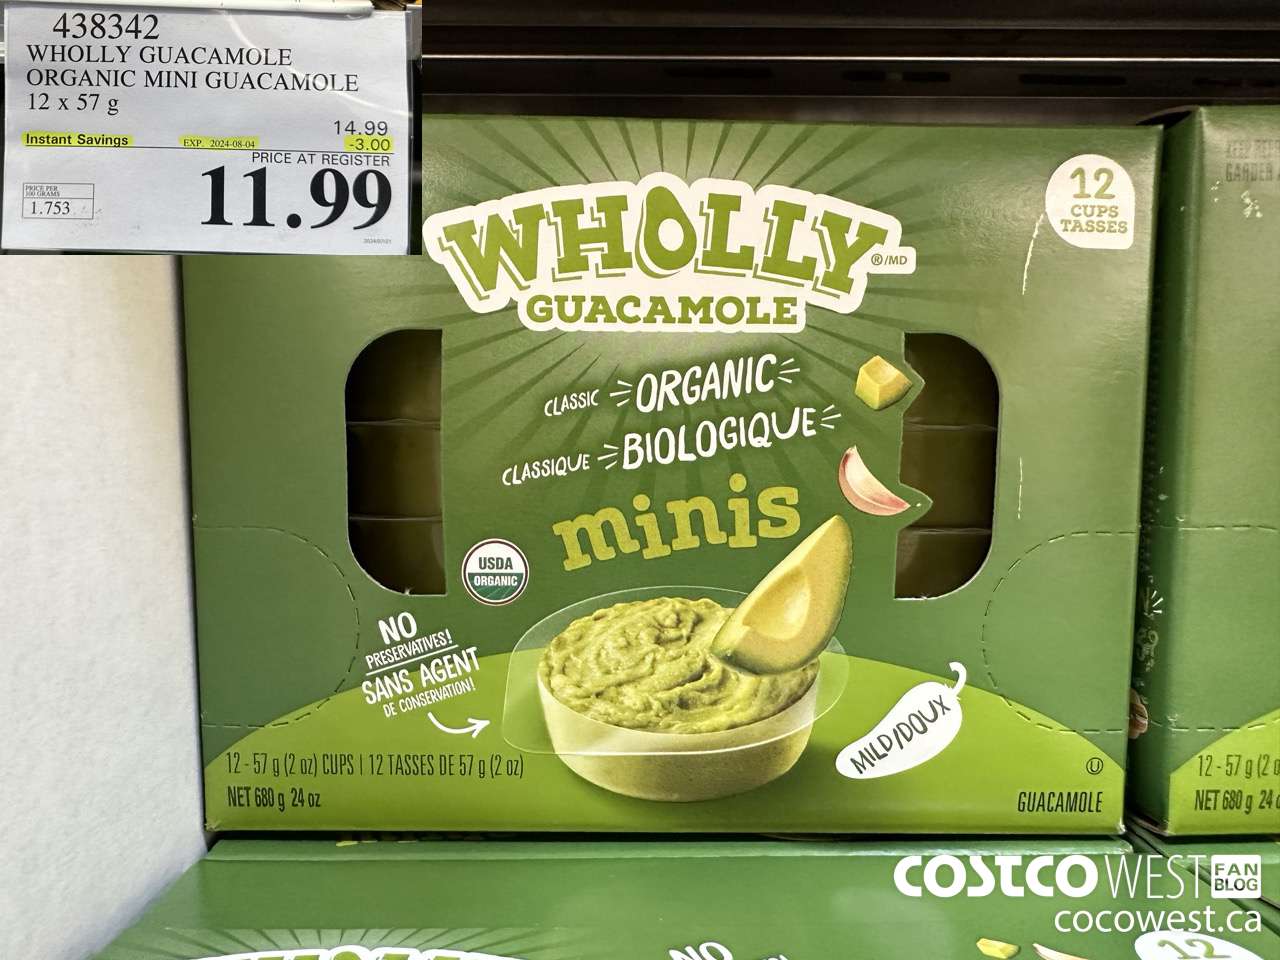 438342
WHOLLY GUACAMOLE
ORGANIC MINI GUACAMOLE
12 x 57 g
14.99
Instant Savings EXP. 2024-08-04 -3.00
PRICE AT REGISTER
PRICE PER
100 GRAMS
1.753
11.99
12
CUPS
TASSES
WHOLLY ®/MD
GUACAMOLE
CLASSIC ORGANIC
CLASSIQUE BIOLOGIQUE
minis
USDA
ORGANIC
NO
PRESERVATIVES!
SANS AGENT
DE CONSERVATION!
MILD/DOUX
12 - 57 g (2 oz) CUPS | 12 TASSES DE 57 g (2 oz)
NET 680 g 24 oz
U
GUACAMOLE
12 - 57 g (2 o
NET 680 g 24 o
NO
12
COSTCO WEST FAN
BLOG
cocowest.ca